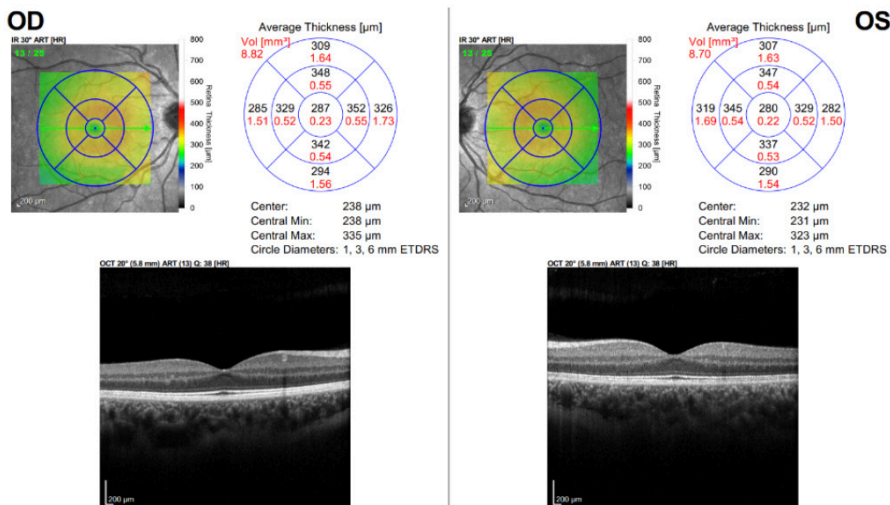 OD
IR 30° ART [HR]
13 / 25
200 µm
800
700
600
500
400
300
200
100
0
Retina Thickness [µm]
Average Thickness [µm]
Vol [mm³]
8.82
309
1.64
348
0.55
285 329 287 352 326
1.51 0.52 0.23 0.55 1.73
342
0.54
294
1.56
Center: 238 µm
Central Min: 238 µm
Central Max: 335 µm
Circle Diameters: 1, 3, 6 mm ETDRS
OCT 20° (5.8 mm) ART (13) Q: 38 [HR]
200 µm
OS
IR 30° ART [HR]
12 / 25
200 µm
800
700
600
500
400
300
200
100
0
Retina Thickness [µm]
Average Thickness [µm]
Vol [mm³]
8.70
307
1.63
347
0.54
319 345 280 329 282
1.69 0.54 0.22 0.52 1.50
337
0.53
290
1.54
Center: 232 µm
Central Min: 231 µm
Central Max: 323 µm
Circle Diameters: 1, 3, 6 mm ETDRS
OCT 20° (5.8 mm) ART (13) Q: 38 [HR]
200 µm